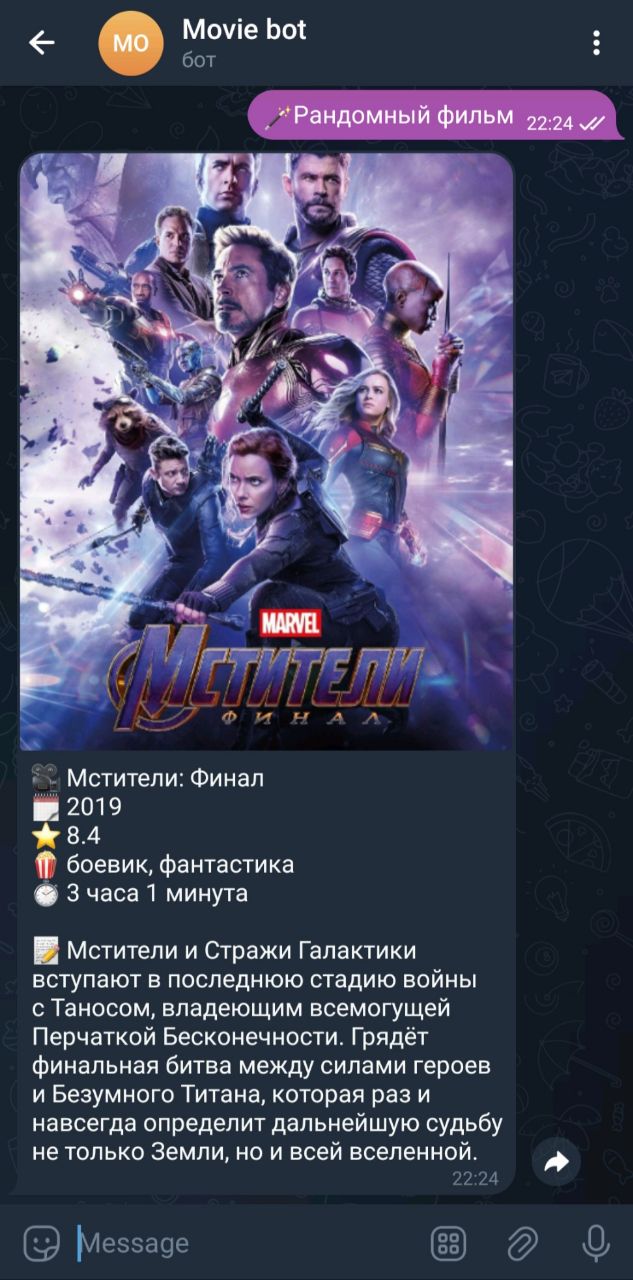 MO
Movie bot
бот
🪄Рандомный фильм 22:24
MARVEL
МСТИТЕЛИ
ФИНАЛ
🎥 Мстители: Финал
🗓 2019
⭐ 8.4
🍿 боевик, фантастика
⏱ 3 часа 1 минута
📝 Мстители и Стражи Галактики
вступают в последнюю стадию войны
с Таносом, владеющим всемогущей
Перчаткой Бесконечности. Грядёт
финальная битва между силами героев
и Безумного Титана, которая раз и
навсегда определит дальнейшую судьбу
не только Земли, но и всей вселенной.
22:24
Message